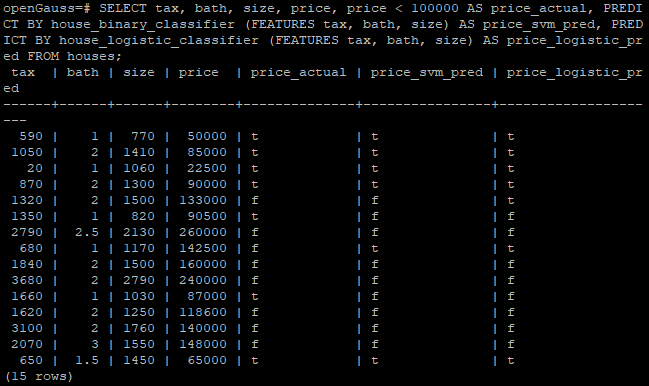 openGauss=# SELECT tax, bath, size, price, price < 100000 AS price_actual, PREDI
CT BY house_binary_classifier (FEATURES tax, bath, size) AS price_svm_pred, PRED
ICT BY house_logistic_classifier (FEATURES tax, bath, size) AS price_logistic_pr
ed FROM houses;
 tax  | bath | size | price  | price_actual | price_svm_pred | price_logistic_pr
ed
------+------+------+--------+--------------+----------------+------------------
---
  590 |    1 |  770 |  50000 | t            | t              | t
 1050 |    2 | 1410 |  85000 | t            | t              | t
   20 |    1 | 1060 |  22500 | t            | t              | t
  870 |    2 | 1300 |  90000 | t            | t              | t
 1320 |    2 | 1500 | 133000 | f            | f              | f
 1350 |    1 |  820 |  90500 | t            | f              | f
 2790 |  2.5 | 2130 | 260000 | f            | f              | f
  680 |    1 | 1170 | 142500 | f            | t              | t
 1840 |    2 | 1500 | 160000 | f            | f              | f
 3680 |    2 | 2790 | 240000 | f            | f              | f
 1660 |    1 | 1030 |  87000 | t            | f              | f
 1620 |    2 | 1250 | 118600 | f            | f              | f
 3100 |    2 | 1760 | 140000 | f            | f              | f
 2070 |    3 | 1550 | 148000 | f            | f              | f
  650 |  1.5 | 1450 |  65000 | t            | t              | t
(15 rows)